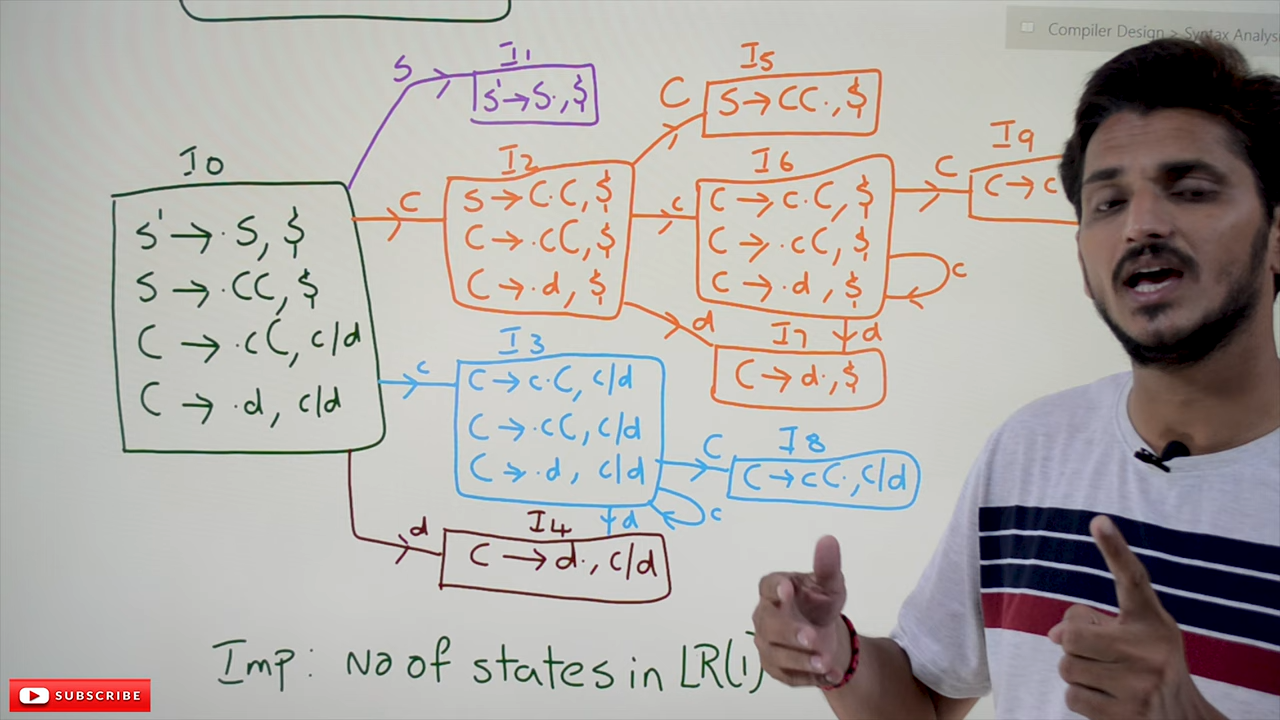 Compiler Design > Syntax Analys
I0
S' → .S, $
S → .CC, $
C → .cC, c/d
C → .d, c/d
S
I1
S' → S., $
C
I2
S → C.C, $
C → .cC, $
C → .d, $
C
I5
S → CC., $
c
I6
C → c.C, $
C → .cC, $
C → .d, $
c
C
I9
C → c
d
d
I7
C → d., $
c
I3
C → c.C, c/d
C → .cC, c/d
C → .d, c/d
c
d
C
I8
C → cC., c/d
d
I4
C → d., c/d
Imp: No of states in LR(1)
SUBSCRIBE